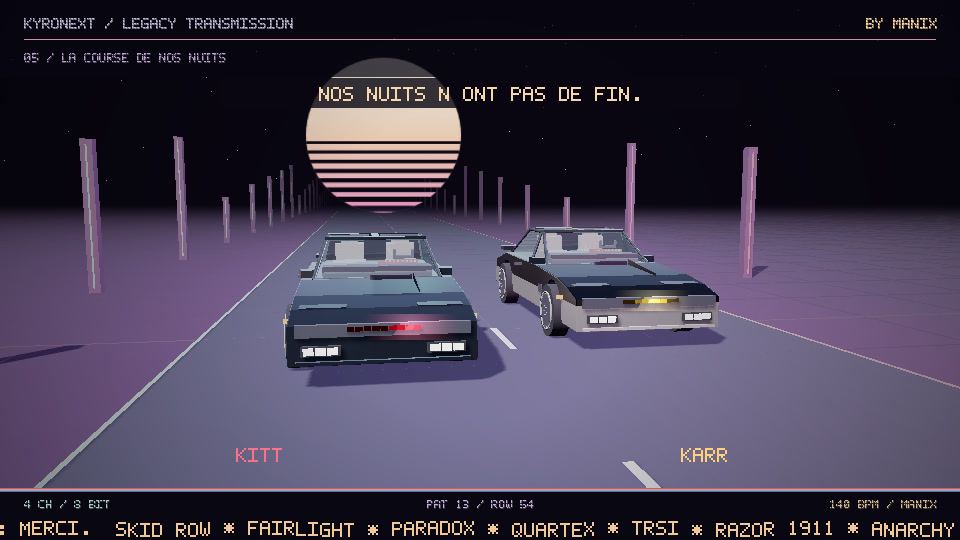 KYRONEXT / LEGACY TRANSMISSION
BY MANIX
05 / LA COURSE DE NOS NUITS
NOS NUITS N ONT PAS DE FIN.
KITT
KARR
4 CH / 8 BIT
PAT 13 / ROW 54
140 BPM / MANIX
: MERCI. SKID ROW * FAIRLIGHT * PARADOX * QUARTEX * TRSI * RAZOR 1911 * ANARCHY